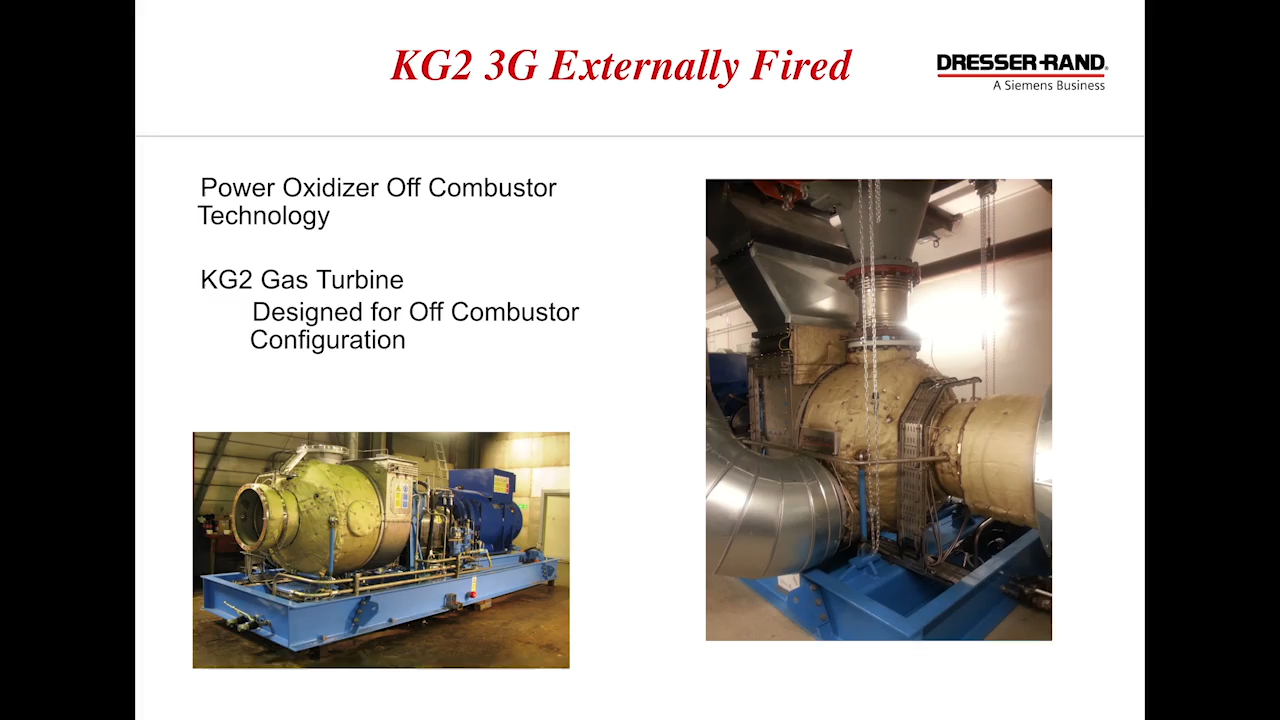 KG2 3G Externally Fired
DRESSER-RAND®
A Siemens Business
Power Oxidizer Off Combustor
Technology
KG2 Gas Turbine
Designed for Off Combustor
Configuration